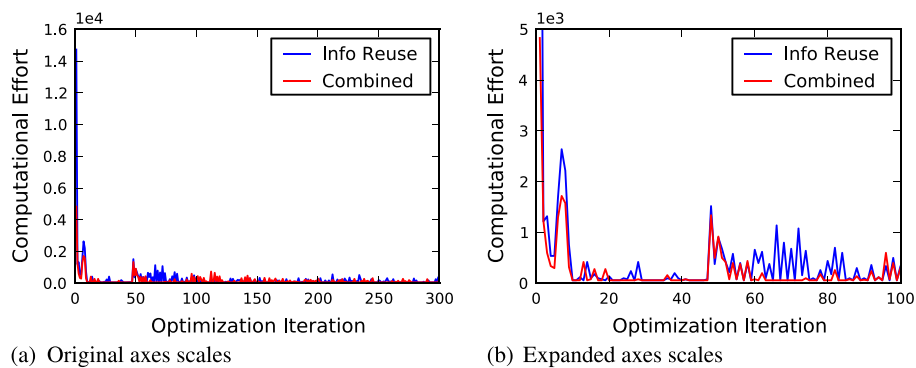 1e4
1.6
1.4
1.2
1.0
0.8
0.6
0.4
0.2
0.0
0 50 100 150 200 250 300
Computational Effort
Optimization Iteration
Info Reuse
Combined
(a) Original axes scales
1e3
5
4
3
2
1
0
0 20 40 60 80 100
Computational Effort
Optimization Iteration
Info Reuse
Combined
(b) Expanded axes scales